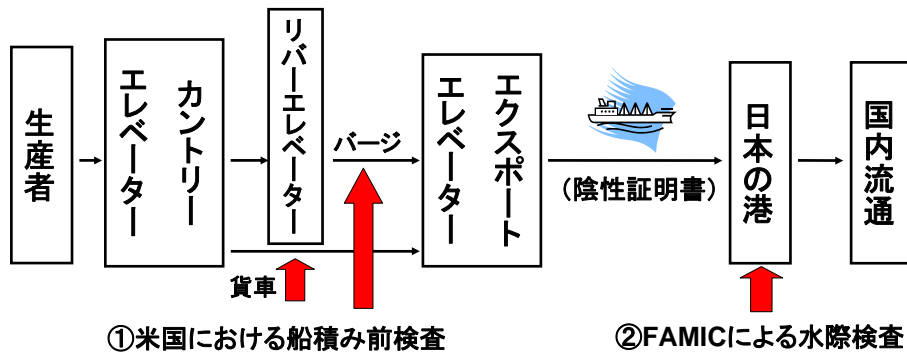 生産者
カントリー
エレベーター
リバーエレベーター
バージ
貨車
エクスポート
エレベーター
(陰性証明書)
日本の港
国内流通
①米国における船積み前検査
②FAMICによる水際検査